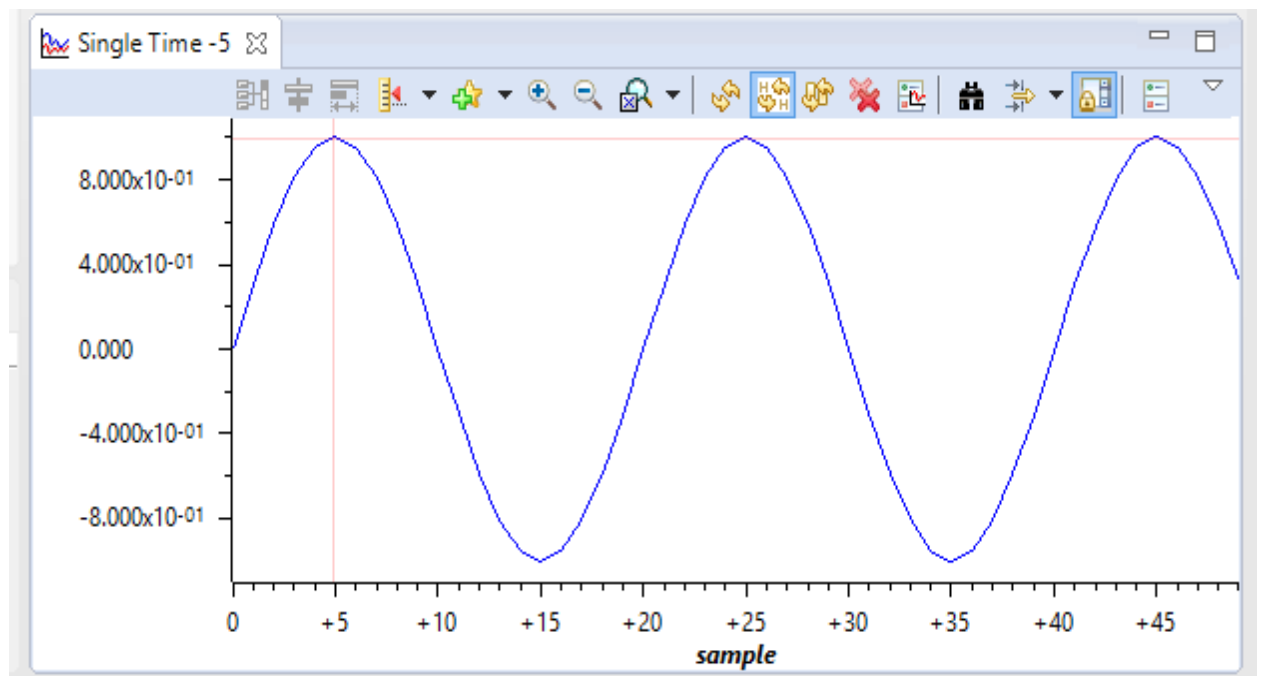 Single Time -5
8.000x10-01
4.000x10-01
0.000
-4.000x10-01
-8.000x10-01
0 +5 +10 +15 +20 +25 +30 +35 +40 +45
sample